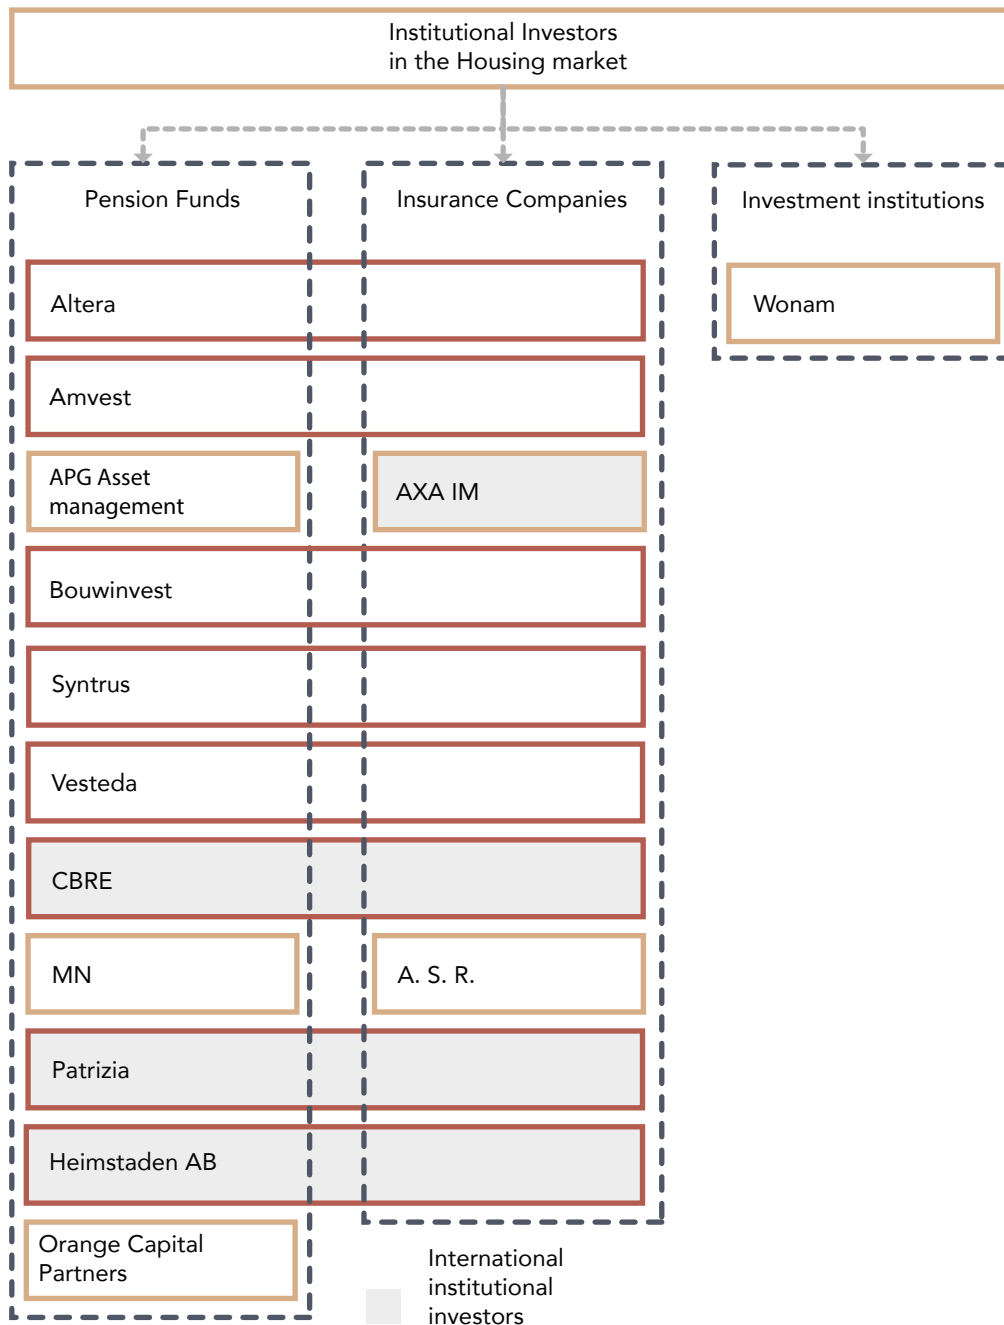 Institutional Investors
in the Housing market
Pension Funds
Insurance Companies
Investment institutions
Altera
Wonam
Amvest
APG Asset
management
AXA IM
Bouwinvest
Syntrus
Vesteda
CBRE
MN
A. S. R.
Patrizia
Heimstaden AB
Orange Capital
Partners
International
institutional
investors